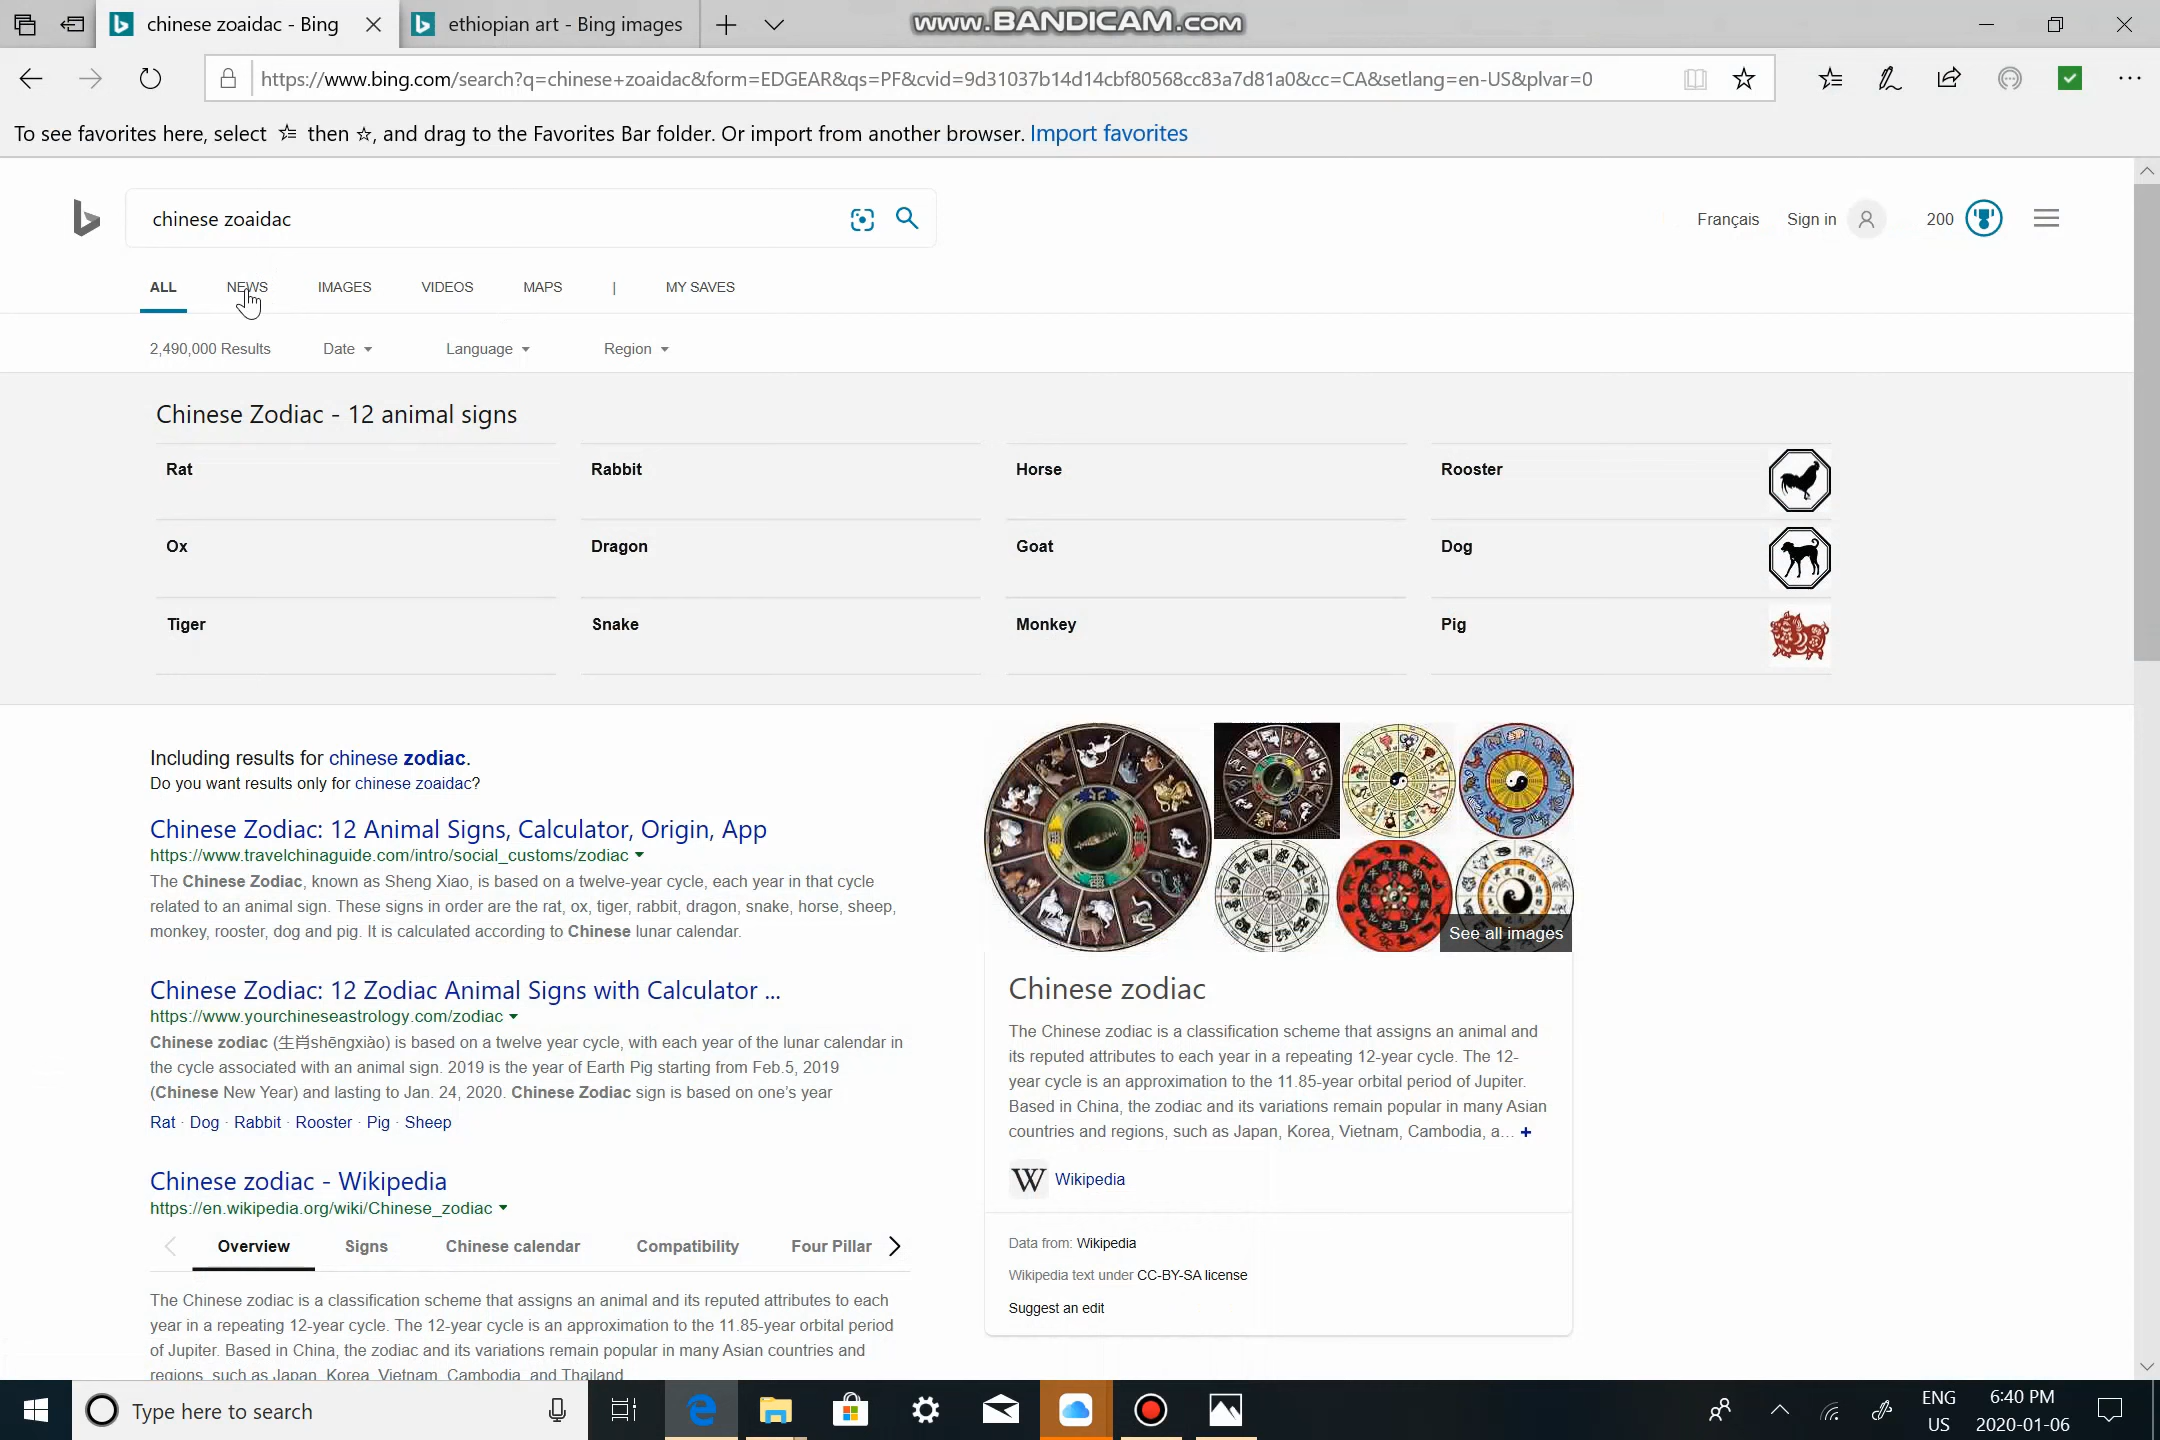 chinese zoaidac - Bing
ethiopian art - Bing images
www.BANDICAM.com
https://www.bing.com/search?q=chinese+zoaidac&form=EDGEAR&qs=PF&cvid=9d31037b14d14cbf80568cc83a7d81a0&cc=CA&setlang=en-US&plvar=0
To see favorites here, select then , and drag to the Favorites Bar folder. Or import from another browser. Import favorites
chinese zoaidac
Français Sign in 200
ALL NEWS IMAGES VIDEOS MAPS | MY SAVES
2,490,000 Results Date Language Region
Chinese Zodiac - 12 animal signs
Rat Rabbit Horse Rooster
Ox Dragon Goat Dog
Tiger Snake Monkey Pig
Including results for chinese zodiac.
Do you want results only for chinese zoaidac?
Chinese Zodiac: 12 Animal Signs, Calculator, Origin, App
https://www.travelchinaguide.com/intro/social_customs/zodiac
The Chinese Zodiac, known as Sheng Xiao, is based on a twelve-year cycle, each year in that cycle
related to an animal sign. These signs in order are the rat, ox, tiger, rabbit, dragon, snake, horse, sheep,
monkey, rooster, dog and pig. It is calculated according to Chinese lunar calendar.
Chinese Zodiac: 12 Zodiac Animal Signs with Calculator ...
https://www.yourchineseastrology.com/zodiac
Chinese zodiac (生肖shēngxiào) is based on a twelve year cycle, with each year of the lunar calendar in
the cycle associated with an animal sign. 2019 is the year of Earth Pig starting from Feb.5, 2019
(Chinese New Year) and lasting to Jan. 24, 2020. Chinese Zodiac sign is based on one's year
Rat · Dog · Rabbit · Rooster · Pig · Sheep
Chinese zodiac - Wikipedia
https://en.wikipedia.org/wiki/Chinese_zodiac
Overview Signs Chinese calendar Compatibility Four Pillar
The Chinese zodiac is a classification scheme that assigns an animal and its reputed attributes to each
year in a repeating 12-year cycle. The 12-year cycle is an approximation to the 11.85-year orbital period
of Jupiter. Based in China, the zodiac and its variations remain popular in many Asian countries and
regions, such as Japan, Korea, Vietnam, Cambodia, and Thailand
See all images
Chinese zodiac
The Chinese zodiac is a classification scheme that assigns an animal and
its reputed attributes to each year in a repeating 12-year cycle. The 12-
year cycle is an approximation to the 11.85-year orbital period of Jupiter.
Based in China, the zodiac and its variations remain popular in many Asian
countries and regions, such as Japan, Korea, Vietnam, Cambodia, a... +
W Wikipedia
Data from: Wikipedia
Wikipedia text under CC-BY-SA license
Suggest an edit
Type here to search
ENG
US
6:40 PM
2020-01-06